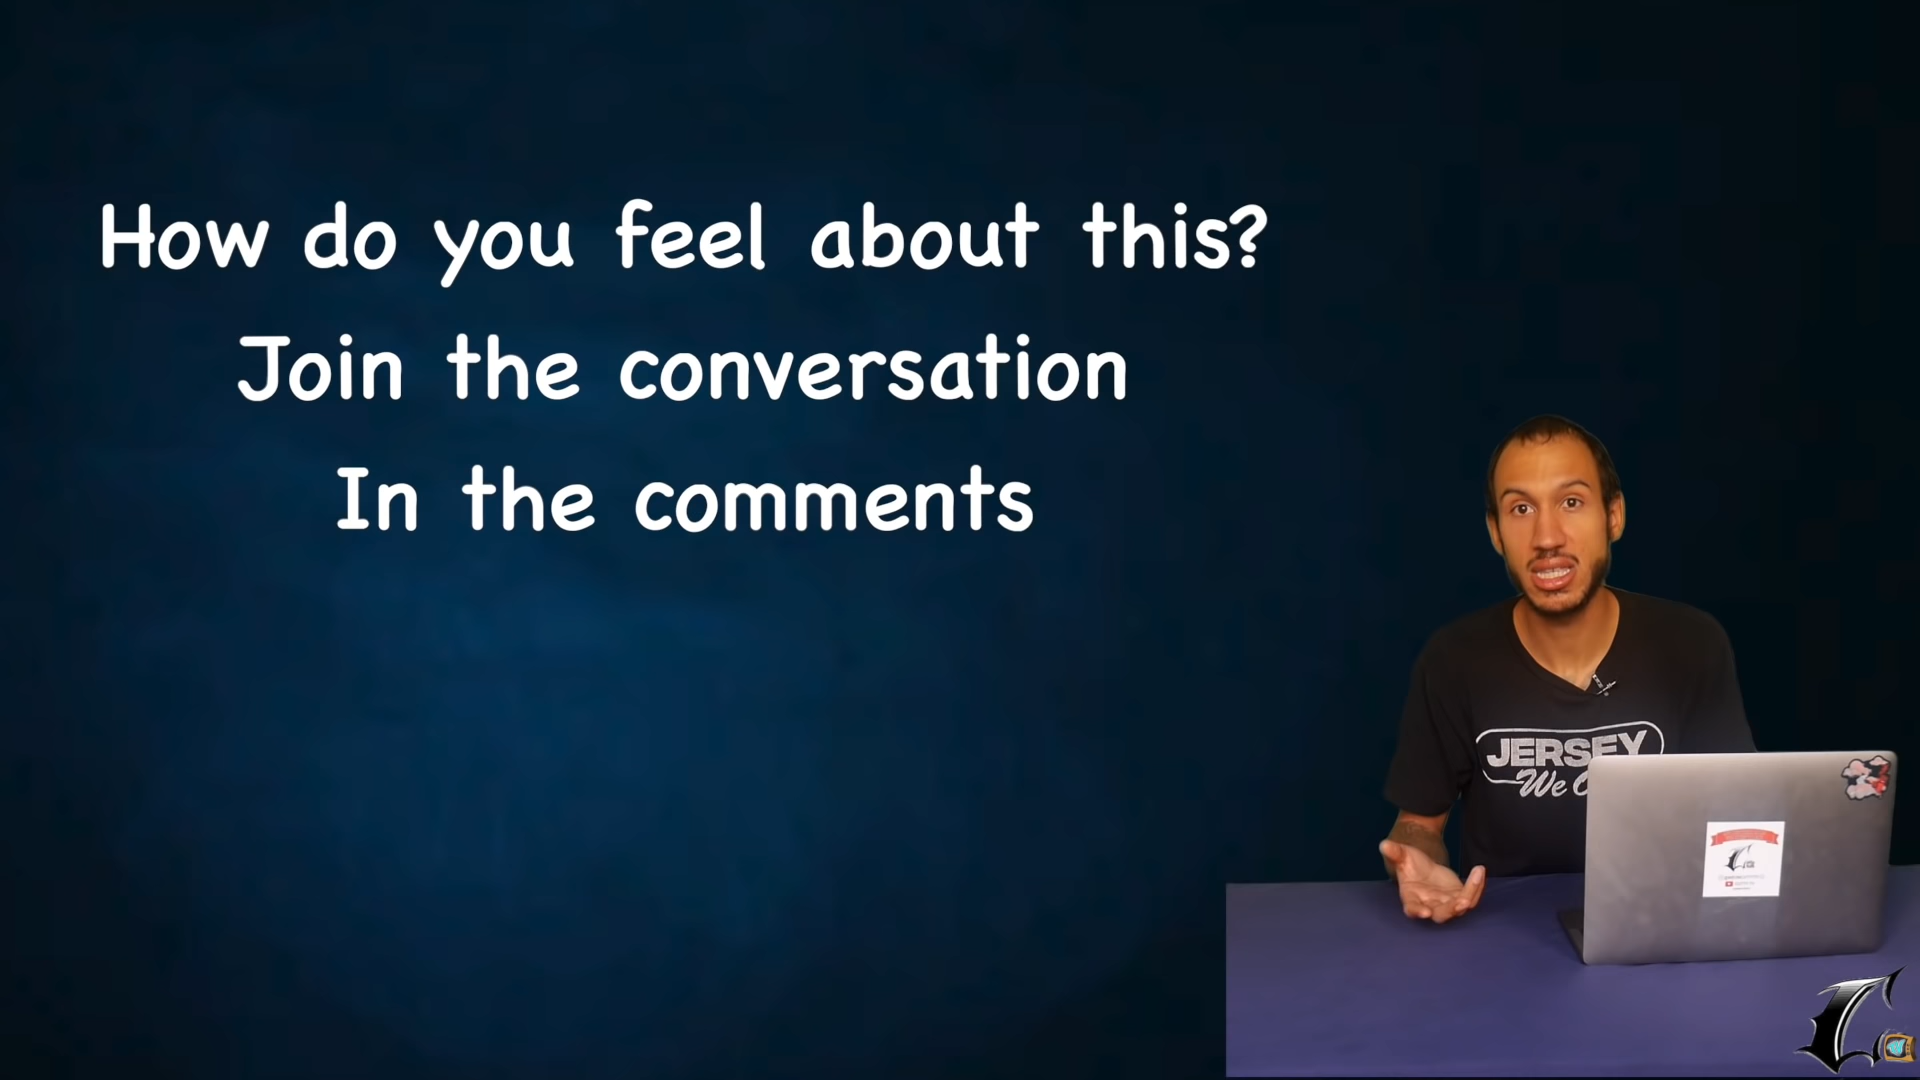 How do you feel about this?
Join the conversation
In the comments
JERSEY
We